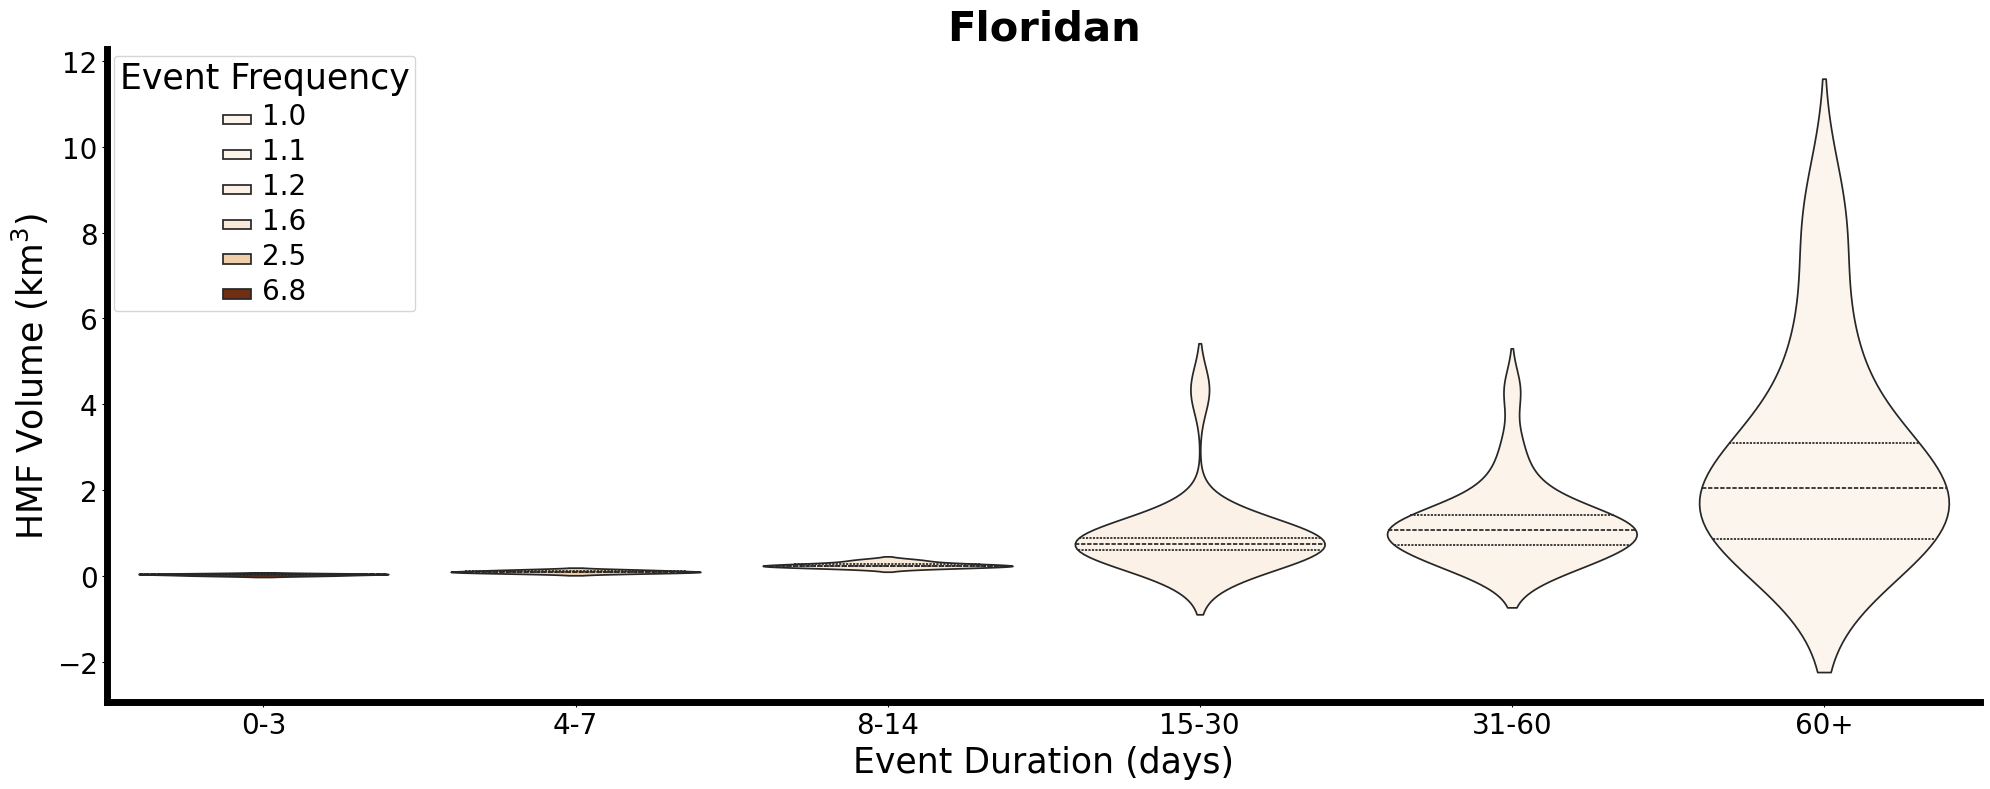 Floridan
Event Frequency
1.0
1.1
1.2
1.6
2.5
6.8
12
10
8
6
4
2
0
−2
HMF Volume (km³)
0-3 4-7 8-14 15-30 31-60 60+
Event Duration (days)